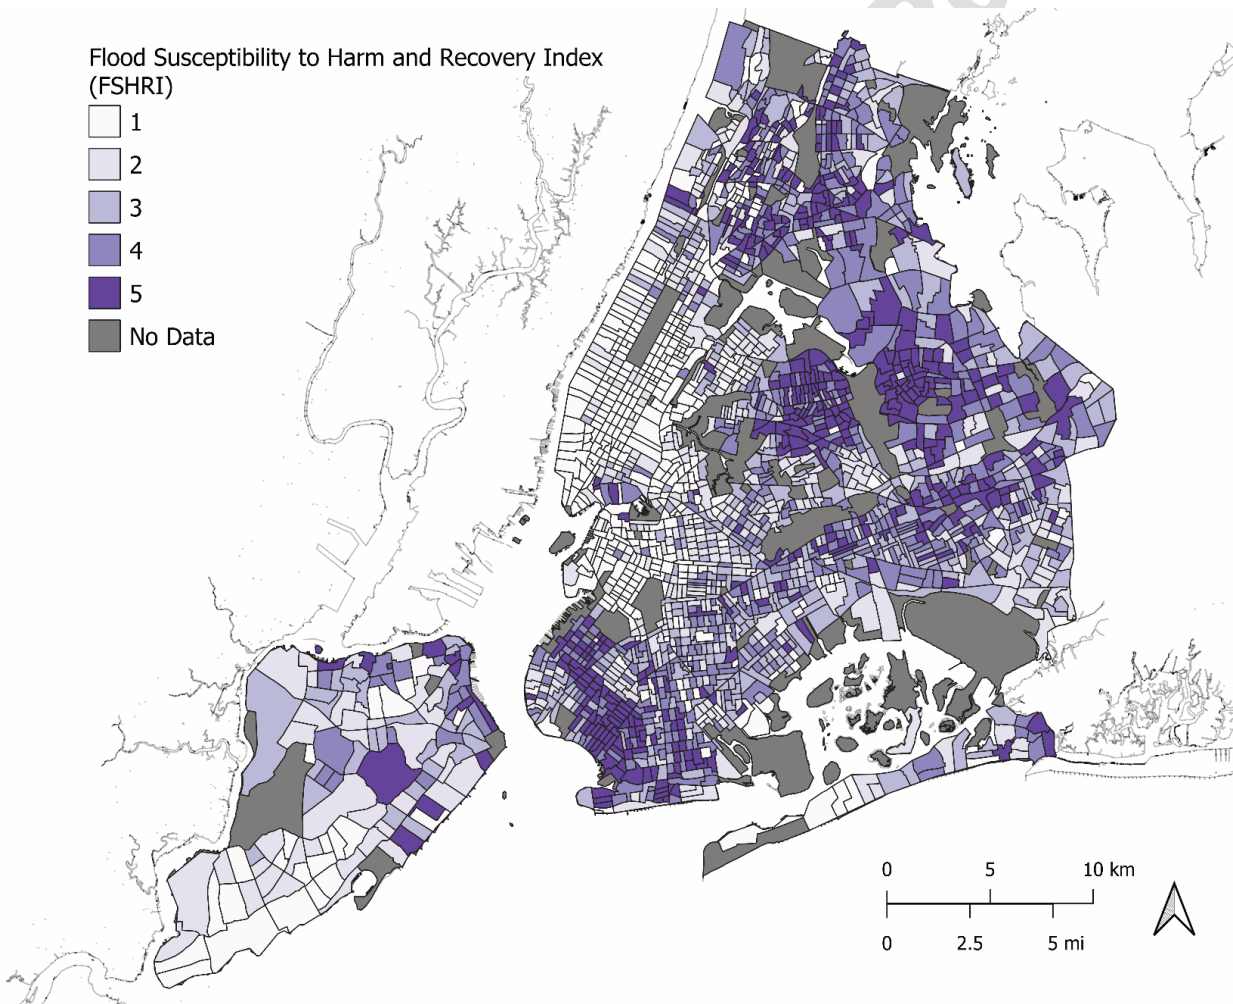 Flood Susceptibility to Harm and Recovery Index
(FSHRI)
1
2
3
4
5
No Data
0 5 10 km
0 2.5 5 mi